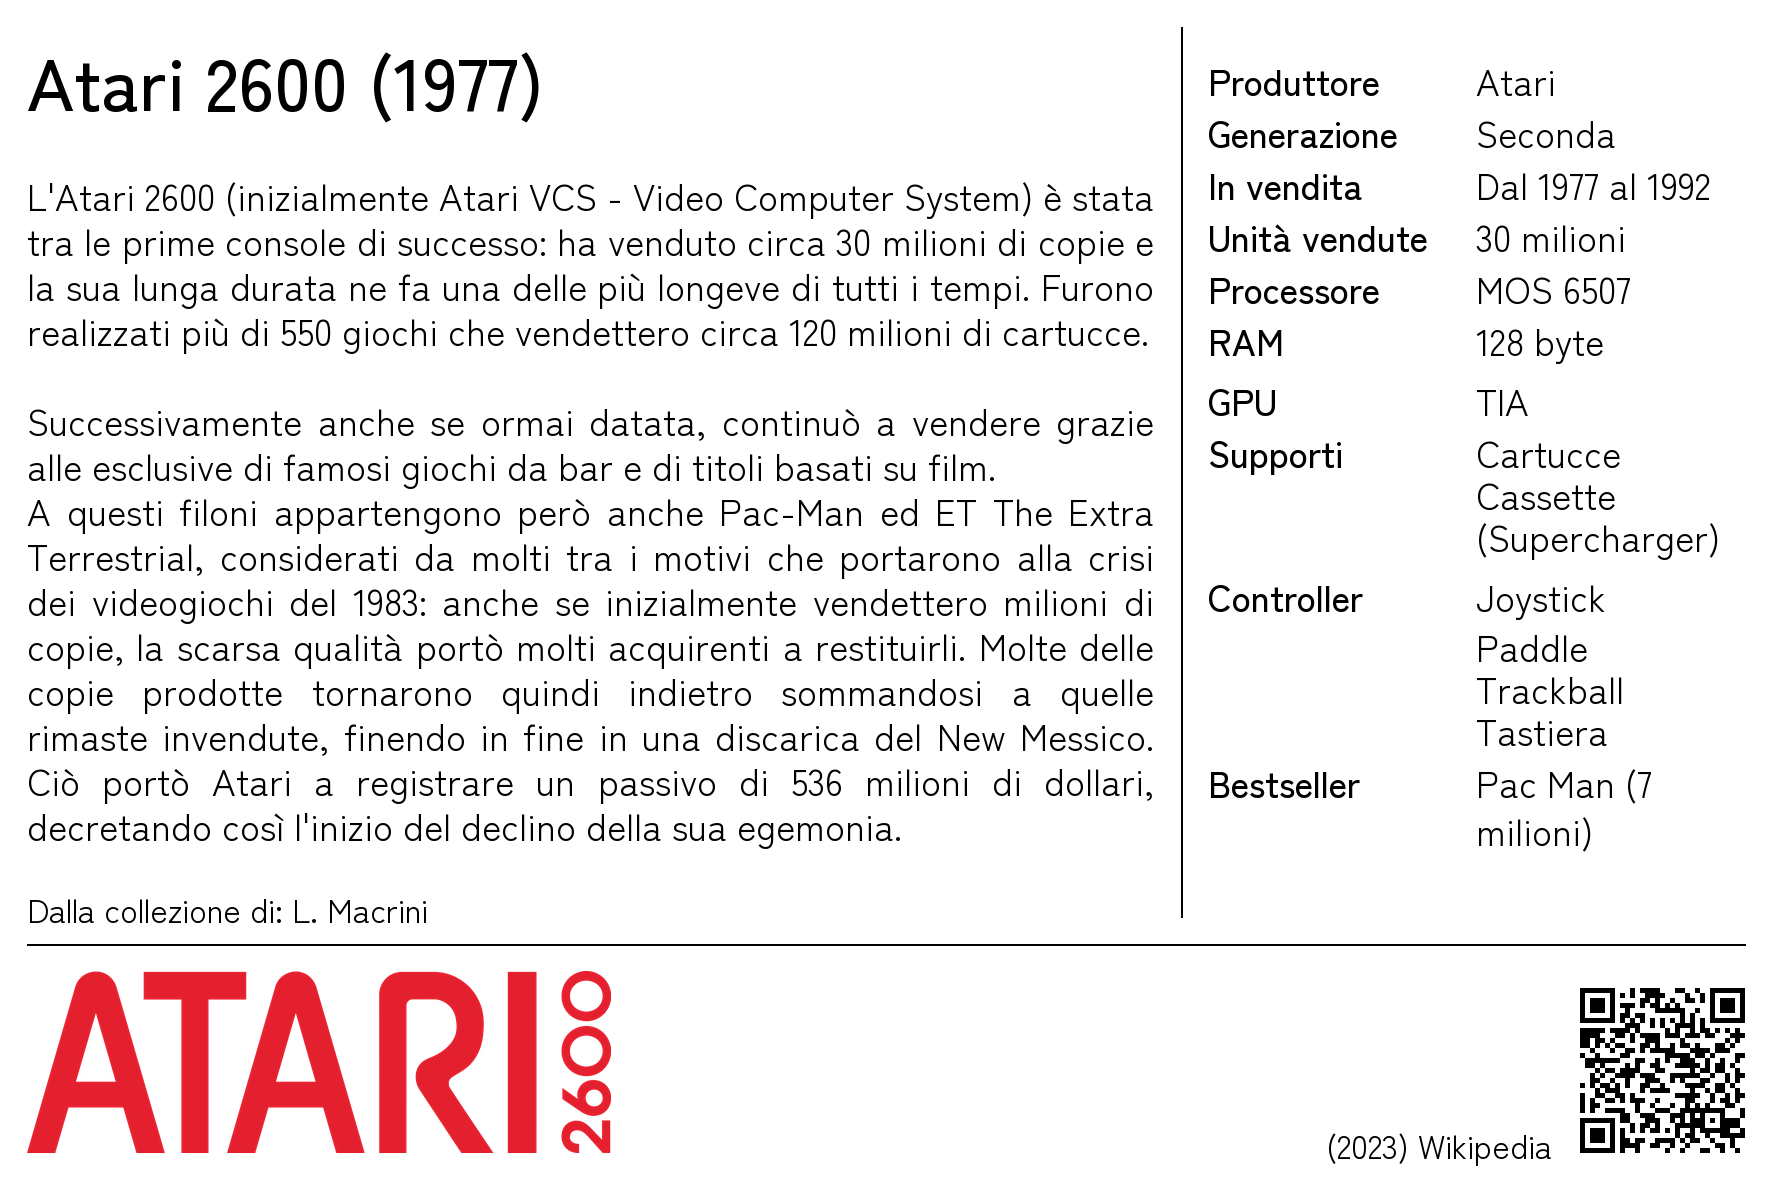 Atari 2600 (1977)
L'Atari 2600 (inizialmente Atari VCS - Video Computer System) è stata
tra le prime console di successo: ha venduto circa 30 milioni di copie e
la sua lunga durata ne fa una delle più longeve di tutti i tempi. Furono
realizzati più di 550 giochi che vendettero circa 120 milioni di cartucce.
Successivamente anche se ormai datata, continuò a vendere grazie
alle esclusive di famosi giochi da bar e di titoli basati su film.
A questi filoni appartengono però anche Pac-Man ed ET The Extra
Terrestrial, considerati da molti tra i motivi che portarono alla crisi
dei videogiochi del 1983: anche se inizialmente vendettero milioni di
copie, la scarsa qualità portò molti acquirenti a restituirli. Molte delle
copie prodotte tornarono quindi indietro sommandosi a quelle
rimaste invendute, finendo in fine in una discarica del New Messico.
Ciò portò Atari a registrare un passivo di 536 milioni di dollari,
decretando così l'inizio del declino della sua egemonia.
Dalla collezione di: L. Macrini
Produttore Atari
Generazione Seconda
In vendita Dal 1977 al 1992
Unità vendute 30 milioni
Processore MOS 6507
RAM 128 byte
GPU TIA
Supporti Cartucce
Cassette
(Supercharger)
Controller Joystick
Paddle
Trackball
Tastiera
Bestseller Pac Man (7
milioni)
ATARI 2600
(2023) Wikipedia